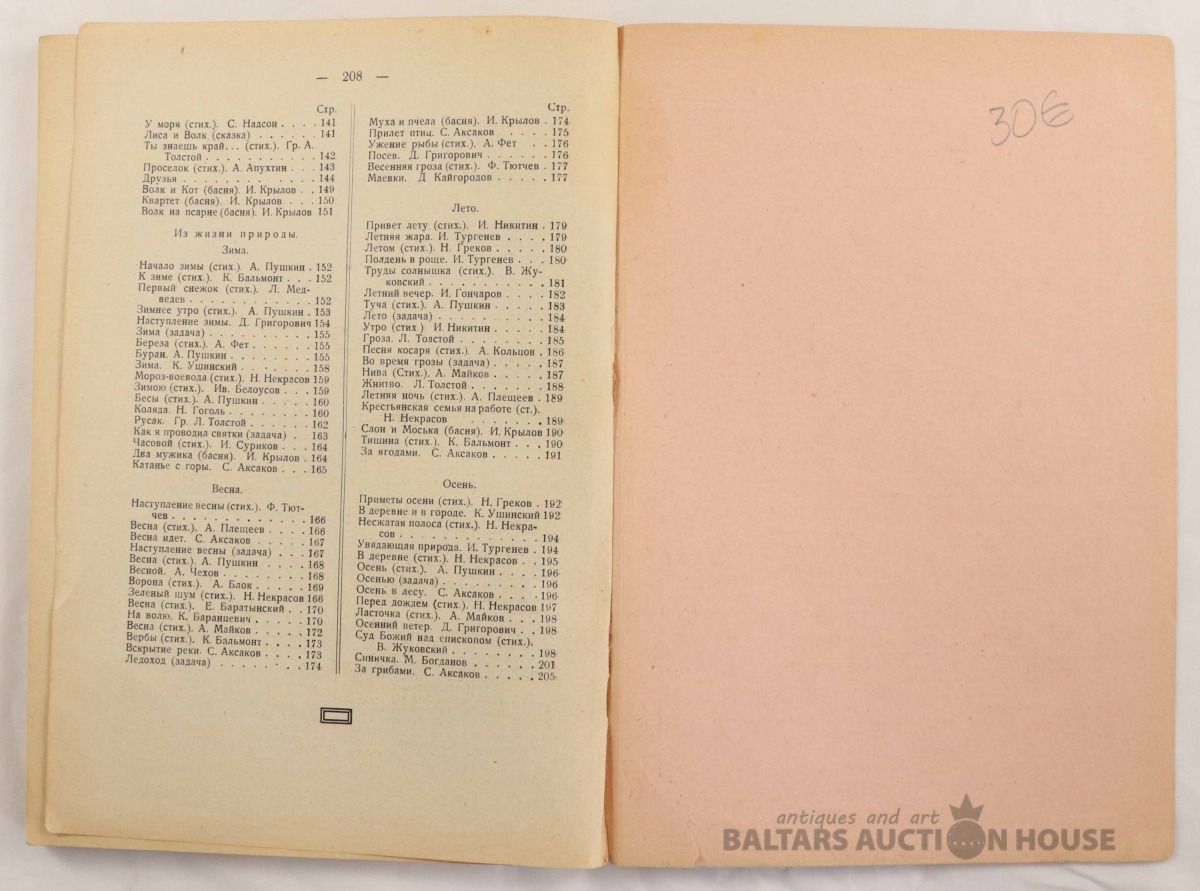 — 208 —
Стр.
У моря (стих.). С. Надсон . . . . 141
Лиса и Волк (сказка) . . . . . . 141
Ты знаешь край... (стих.). Гр. А.
Толстой . . . . . . . . . . . . 142
Проселок (стих.). А. Апухтин . . . 143
Друзья . . . . . . . . . . . . . 144
Волк и Кот (басня). И. Крылов . . 149
Квартет (басня). И. Крылов . . . 150
Волк на псарне (басня). И. Крылов 151
Из жизни природы.
Зима.
Начало зимы (стих.). А. Пушкин . 152
К зиме (стих.). К. Бальмонт . . . 152
Первый снежок (стих.). Л. Мед-
ведев . . . . . . . . . . . . 152
Зимнее утро (стих.). А. Пушкин . 153
Наступление зимы. Д. Григорович 154
Зима (задача) . . . . . . . . . . 155
Береза (стих.). А. Фет . . . . . . 155
Буран. А. Пушкин . . . . . . . . 155
Зима. К. Ушинский . . . . . . . 158
Мороз-воевода (стих.). Н. Некрасов 159
Зимою (стих.). Ив. Белоусов . . . 159
Бесы (стих.). А. Пушкин . . . . . 160
Коляда. Н. Гоголь . . . . . . . . 160
Русак. Гр. Л. Толстой . . . . . . 162
Как я проводил святки (задача) . 163
Часовой (стих.). И. Суриков . . . 164
Два мужика (басня). И. Крылов . 164
Катанье с горы. С. Аксаков . . . 165
Весна.
Наступление весны (стих.). Ф. Тют-
чев . . . . . . . . . . . . . 166
Весна (стих.). А. Плещеев . . . . 166
Весна идет. С. Аксаков . . . . . 167
Наступление весны (задача) . . . 167
Весна (стих.). А. Пушкин . . . . 168
Весной. А. Чехов . . . . . . . . 168
Ворона (стих.). А. Блок . . . . . 169
Зеленый шум (стих.). Н. Некрасов 166
Весна (стих.). Е. Баратынский . . 170
На волю. К. Баранцевич . . . . . 170
Весна (стих.). А. Майков . . . . . 172
Вербы (стих.). К. Бальмонт . . . . 173
Вскрытие реки. С. Аксаков . . . . 173
Ледоход (задача) . . . . . . . . 174
Стр.
Муха и пчела (басня). И. Крылов . 174
Прилет птиц. С. Аксаков . . . . 175
Ужение рыбы (стих.). А. Фет . . 176
Посев. Д. Григорович . . . . . . 176
Весенняя гроза (стих.). Ф. Тютчев . 177
Маевки. Д Кайгородов . . . . . 177
Лето.
Привет лету (стих.). И. Никитин . 179
Летняя жара. И. Тургенев . . . . 179
Летом (стих.). Н. Греков . . . . . 180
Полдень в роще. И. Тургенев . . . 180
Труды солнышка (стих.). В. Жу-
ковский . . . . . . . . . . . 181
Летний вечер. И. Гончаров . . . . 182
Туча (стих.). А. Пушкин . . . . . 183
Лето (задача) . . . . . . . . . . 184
Утро (стих ). И. Никитин . . . . . 184
Гроза. Л. Толстой . . . . . . . . 185
Песня косаря (стих.). А. Кольцов . 186
Во время грозы (задача) . . . . . 187
Нива (Стих.). А. Майков . . . . . 187
Жнитво. Л. Толстой . . . . . . . 188
Летняя ночь (стих.). А. Плещеев . 189
Крестьянская семья на работе (ст.).
Н. Некрасов . . . . . . . 189
Слон и Моська (басня). И. Крылов 190
Тишина (стих.). К. Бальмонт . . . 190
За ягодами. С. Аксаков . . . . . 191
Осень.
Приметы осени (стих.). Н. Греков . 192
В деревне и в городе. К. Ушинский 192
Несжатая полоса (стих.). Н. Некра-
сов . . . . . . . . . . . . . 194
Увядающая природа. И. Тургенев . 194
В деревне (стих.). Н. Некрасов . . 195
Осень (стих.). А. Пушкин . . . . 196
Осенью (задача) . . . . . . . . . 196
Осень в лесу. С. Аксаков . . . . 196
Перед дождем (стих.). Н. Некрасов 197
Ласточка (стих.). А. Майков . . . 198
Осенний ветер. Д. Григорович . . 198
Суд Божий над епископом (стих.).
В. Жуковский . . . . . . . . 198
Синичка. М. Богданов . . . . . . 201
За грибами. С. Аксаков . . . . . 205
30€
antiques and art
BALTARS AUCTION HOUSE